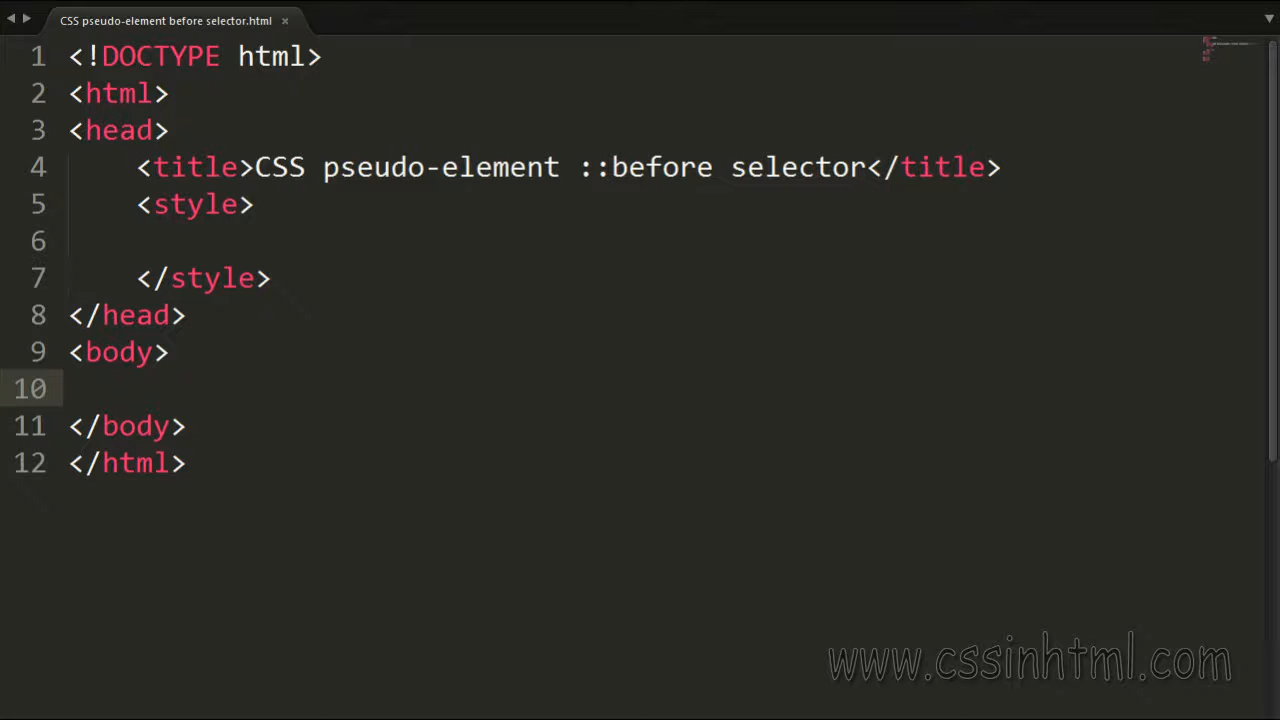 CSS pseudo-element before selector.html ×
1 <!DOCTYPE html>
2 <html>
3 <head>
4     <title>CSS pseudo-element ::before selector</title>
5     <style>
6
7     </style>
8 </head>
9 <body>
10
11 </body>
12 </html>
www.cssinhtml.com